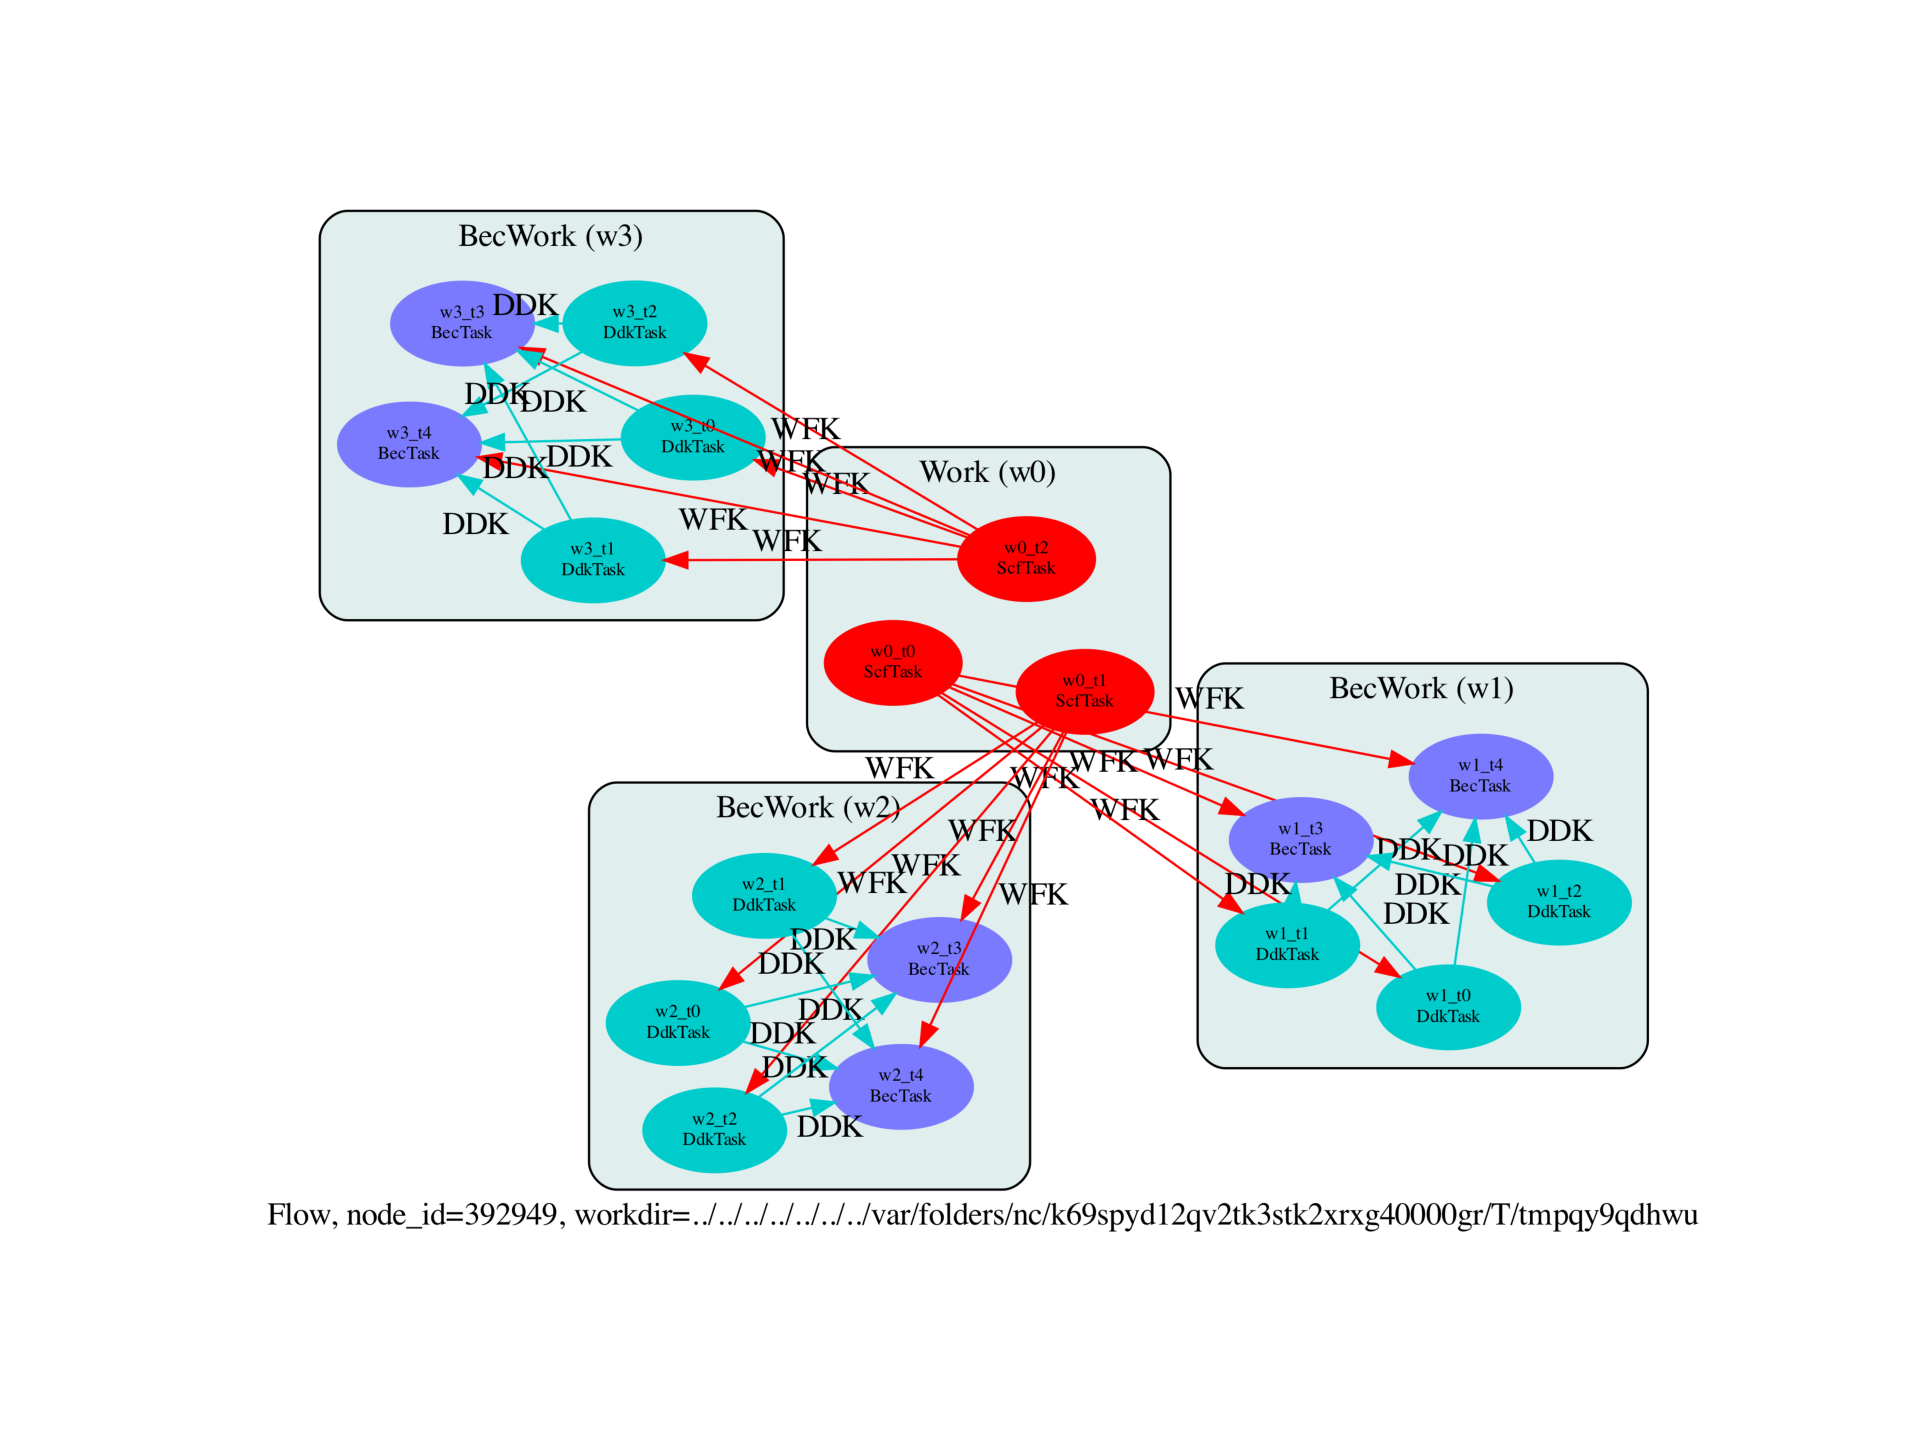 BecWork (w3)
w3_t3
BecTask
DDK
w3_t2
DdkTask
DDK
DDK
w3_t4
BecTask
w3_t0
DdkTask
DDK
DDK
DDK
w3_t1
DdkTask
WFK
WFK
WFK
WFK
WFK
Work (w0)
w0_t2
ScfTask
w0_t0
ScfTask
w0_t1
ScfTask
WFK
WFK
WFK
WFK
WFK
BecWork (w1)
w1_t4
BecTask
w1_t3
BecTask
DDK
DDK
DDK
DDK
DDK
DDK
w1_t2
DdkTask
w1_t1
DdkTask
w1_t0
DdkTask
WFK
WFK
WFK
WFK
WFK
BecWork (w2)
w2_t1
DdkTask
DDK
DDK
w2_t3
BecTask
w2_t0
DdkTask
DDK
DDK
DDK
w2_t4
BecTask
w2_t2
DdkTask
DDK
Flow, node_id=392949, workdir=../../../../../../../var/folders/nc/k69spyd12qv2tk3stk2xrxg40000gr/T/tmpqy9qdhwu